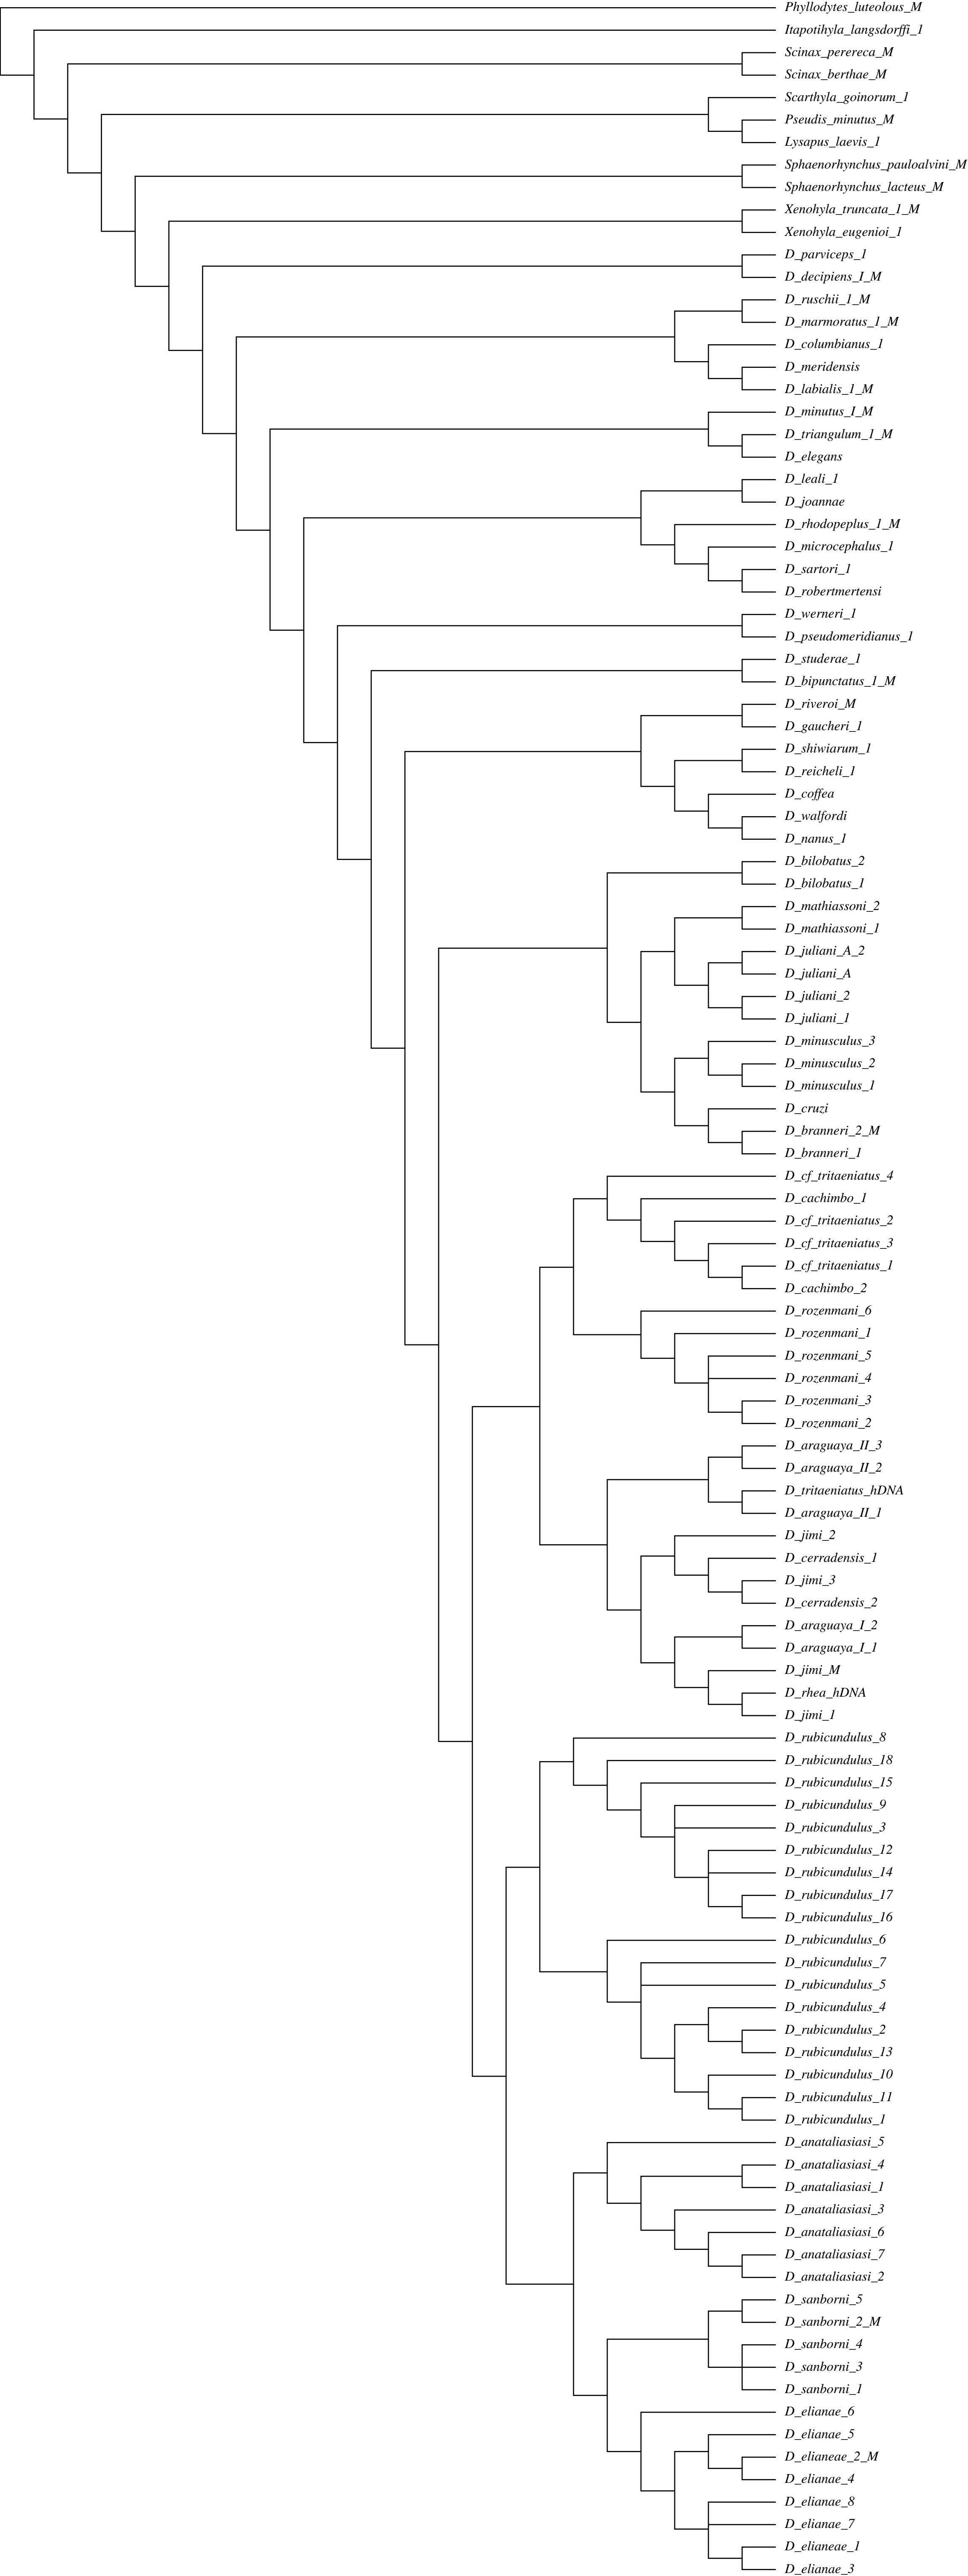 Phyllodytes_luteolous_M
Itapotihyla_langsdorffi_1
Scinax_perereca_M
Scinax_berthae_M
Scarthyla_goinorum_1
Pseudis_minutus_M
Lysapus_laevis_1
Sphaenorhynchus_pauloalvini_M
Sphaenorhynchus_lacteus_M
Xenohyla_truncata_1_M
Xenohyla_eugenioi_1
D_parviceps_1
D_decipiens_I_M
D_ruschii_1_M
D_marmoratus_1_M
D_columbianus_1
D_meridensis
D_labialis_1_M
D_minutus_I_M
D_triangulum_1_M
D_elegans
D_leali_1
D_joannae
D_rhodopeplus_1_M
D_microcephalus_1
D_sartori_1
D_robertmertensi
D_werneri_1
D_pseudomeridianus_1
D_studerae_1
D_bipunctatus_1_M
D_riveroi_M
D_gaucheri_1
D_shiwiarum_1
D_reicheli_1
D_coffea
D_walfordi
D_nanus_1
D_bilobatus_2
D_bilobatus_1
D_mathiassoni_2
D_mathiassoni_1
D_juliani_A_2
D_juliani_A
D_juliani_2
D_juliani_1
D_minusculus_3
D_minusculus_2
D_minusculus_1
D_cruzi
D_branneri_2_M
D_branneri_1
D_cf_tritaeniatus_4
D_cachimbo_1
D_cf_tritaeniatus_2
D_cf_tritaeniatus_3
D_cf_tritaeniatus_1
D_cachimbo_2
D_rozenmani_6
D_rozenmani_1
D_rozenmani_5
D_rozenmani_4
D_rozenmani_3
D_rozenmani_2
D_araguaya_II_3
D_araguaya_II_2
D_tritaeniatus_hDNA
D_araguaya_II_1
D_jimi_2
D_cerradensis_1
D_jimi_3
D_cerradensis_2
D_araguaya_I_2
D_araguaya_I_1
D_jimi_M
D_rhea_hDNA
D_jimi_1
D_rubicundulus_8
D_rubicundulus_18
D_rubicundulus_15
D_rubicundulus_9
D_rubicundulus_3
D_rubicundulus_12
D_rubicundulus_14
D_rubicundulus_17
D_rubicundulus_16
D_rubicundulus_6
D_rubicundulus_7
D_rubicundulus_5
D_rubicundulus_4
D_rubicundulus_2
D_rubicundulus_13
D_rubicundulus_10
D_rubicundulus_11
D_rubicundulus_1
D_anataliasiasi_5
D_anataliasiasi_4
D_anataliasiasi_1
D_anataliasiasi_3
D_anataliasiasi_6
D_anataliasiasi_7
D_anataliasiasi_2
D_sanborni_5
D_sanborni_2_M
D_sanborni_4
D_sanborni_3
D_sanborni_1
D_elianae_6
D_elianae_5
D_elianeae_2_M
D_elianae_4
D_elianae_8
D_elianae_7
D_elianeae_1
D_elianae_3